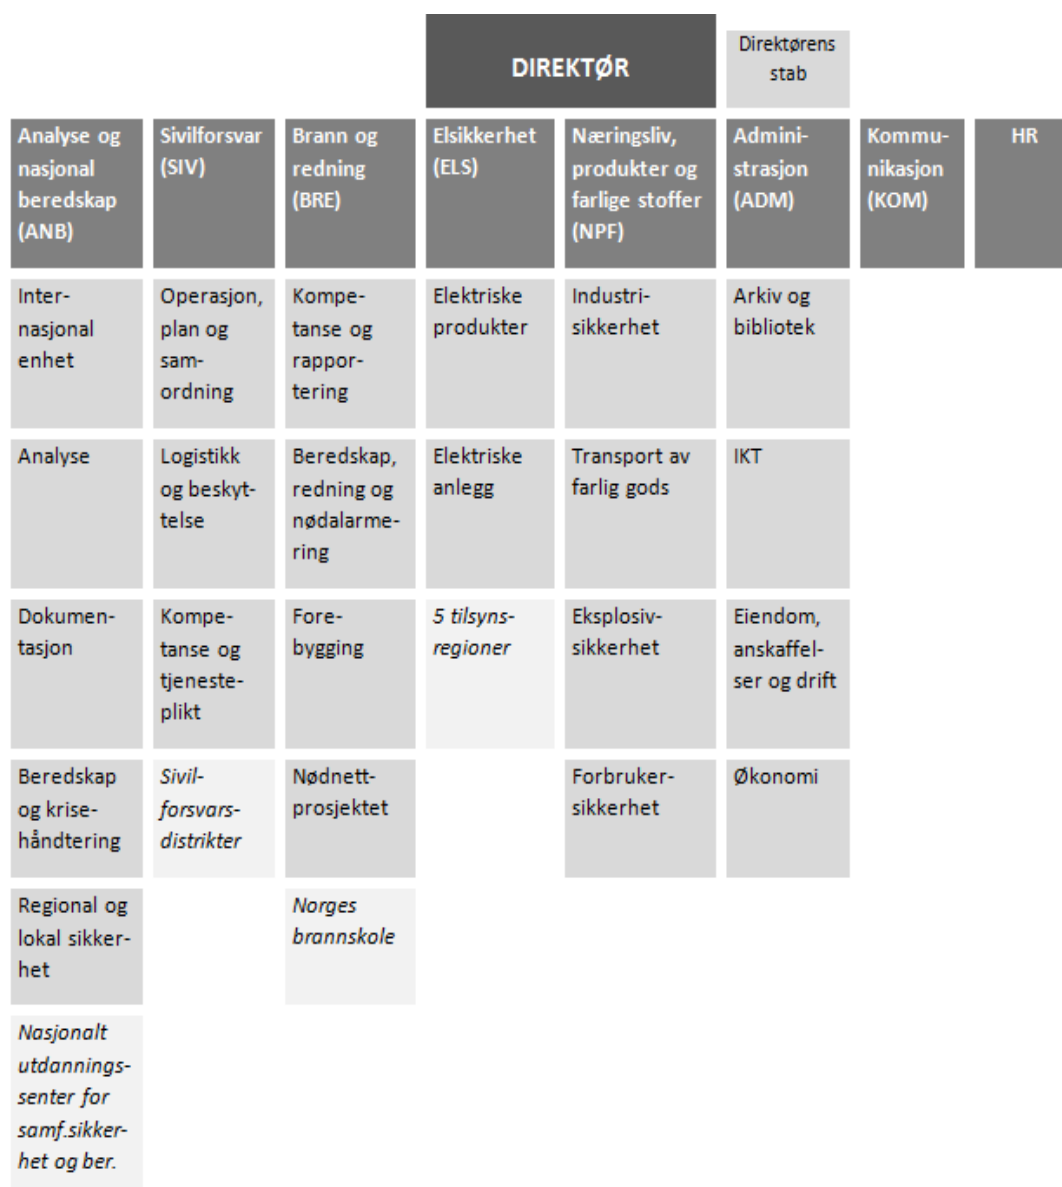 DIREKTØR
Direktørens
stab
Analyse og
nasjonal
beredskap
(ANB)
Sivilforsvar
(SIV)
Brann og
redning
(BRE)
Elsikkerhet
(ELS)
Næringsliv,
produkter og
farlige stoffer
(NPF)
Admini-
strasjon
(ADM)
Kommu-
nikasjon
(KOM)
HR
Inter-
nasjonal
enhet
Operasjon,
plan og
sam-
ordning
Kompe-
tanse og
rappor-
tering
Elektriske
produkter
Industri-
sikkerhet
Arkiv og
bibliotek
Analyse
Logistikk
og beskyt-
telse
Beredskap,
redning og
nødalarme-
ring
Elektriske
anlegg
Transport av
farlig gods
IKT
Dokumen-
tasjon
Kompe-
tanse og
tjeneste-
plikt
Fore-
bygging
5 tilsyns-
regioner
Eksplosiv-
sikkerhet
Eiendom,
anskaffel-
ser og drift
Beredskap
og krise-
håndtering
Sivil-
forsvars-
distrikter
Nødnett-
prosjektet
Forbruker-
sikkerhet
Økonomi
Regional og
lokal sikker-
het
Norges
brannskole
Nasjonalt
utdannings-
senter for
samf.sikker-
het og ber.